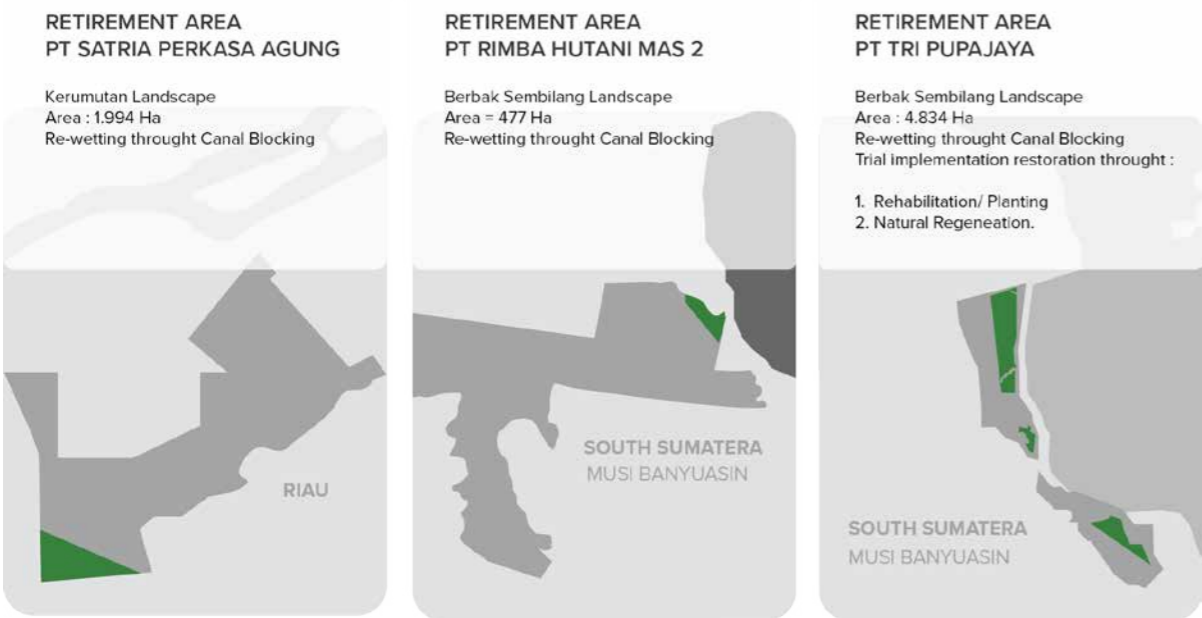 RETIREMENT AREA
PT SATRIA PERKASA AGUNG
Kerumutan Landscape
Area : 1.994 Ha
Re-wetting throught Canal Blocking
RIAU
RETIREMENT AREA
PT RIMBA HUTANI MAS 2
Berbak Sembilang Landscape
Area = 477 Ha
Re-wetting throught Canal Blocking
SOUTH SUMATERA
MUSI BANYUASIN
RETIREMENT AREA
PT TRI PUPAJAYA
Berbak Sembilang Landscape
Area : 4.834 Ha
Re-wetting throught Canal Blocking
Trial implementation restoration throught :
1. Rehabilitation/ Planting
2. Natural Regeneation.
SOUTH SUMATERA
MUSI BANYUASIN